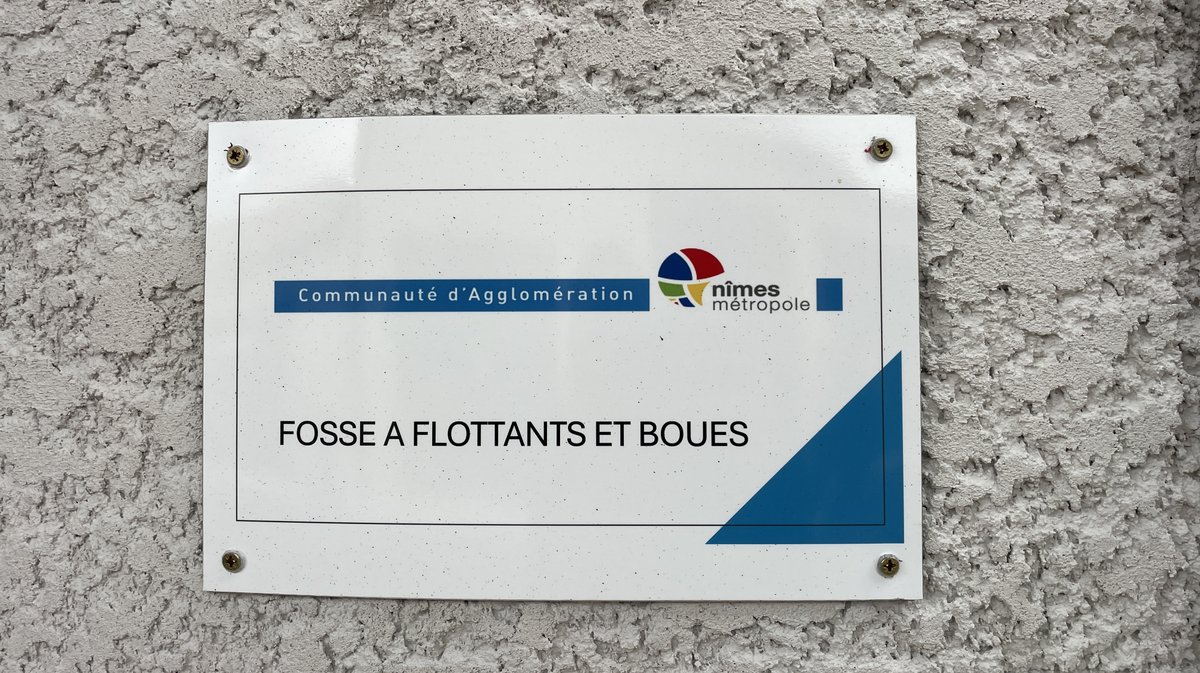 Communauté d'Agglomération
nîmes
métropole
FOSSE A FLOTTANTS ET BOUES